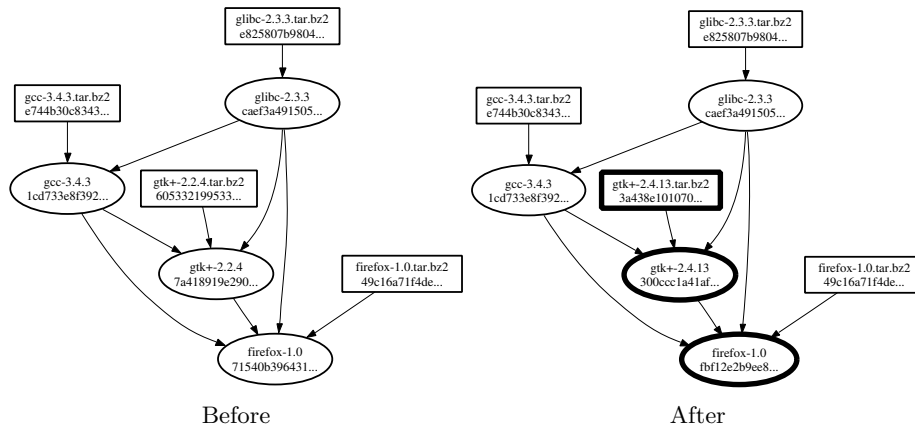 glibc-2.3.3.tar.bz2
e825807b9804...
gcc-3.4.3.tar.bz2
e744b30c8343...
glibc-2.3.3
caef3a491505...
gcc-3.4.3
1cd733e8f392...
gtk+-2.2.4.tar.bz2
605332199533...
gtk+-2.2.4
7a418919e290...
firefox-1.0.tar.bz2
49c16a71f4de...
firefox-1.0
71540b396431...
Before
glibc-2.3.3.tar.bz2
e825807b9804...
gcc-3.4.3.tar.bz2
e744b30c8343...
glibc-2.3.3
caef3a491505...
gcc-3.4.3
1cd733e8f392...
gtk+-2.4.13.tar.bz2
3a438e101070...
gtk+-2.4.13
300ccc1a41af...
firefox-1.0.tar.bz2
49c16a71f4de...
firefox-1.0
fbf12e2b9ee8...
After